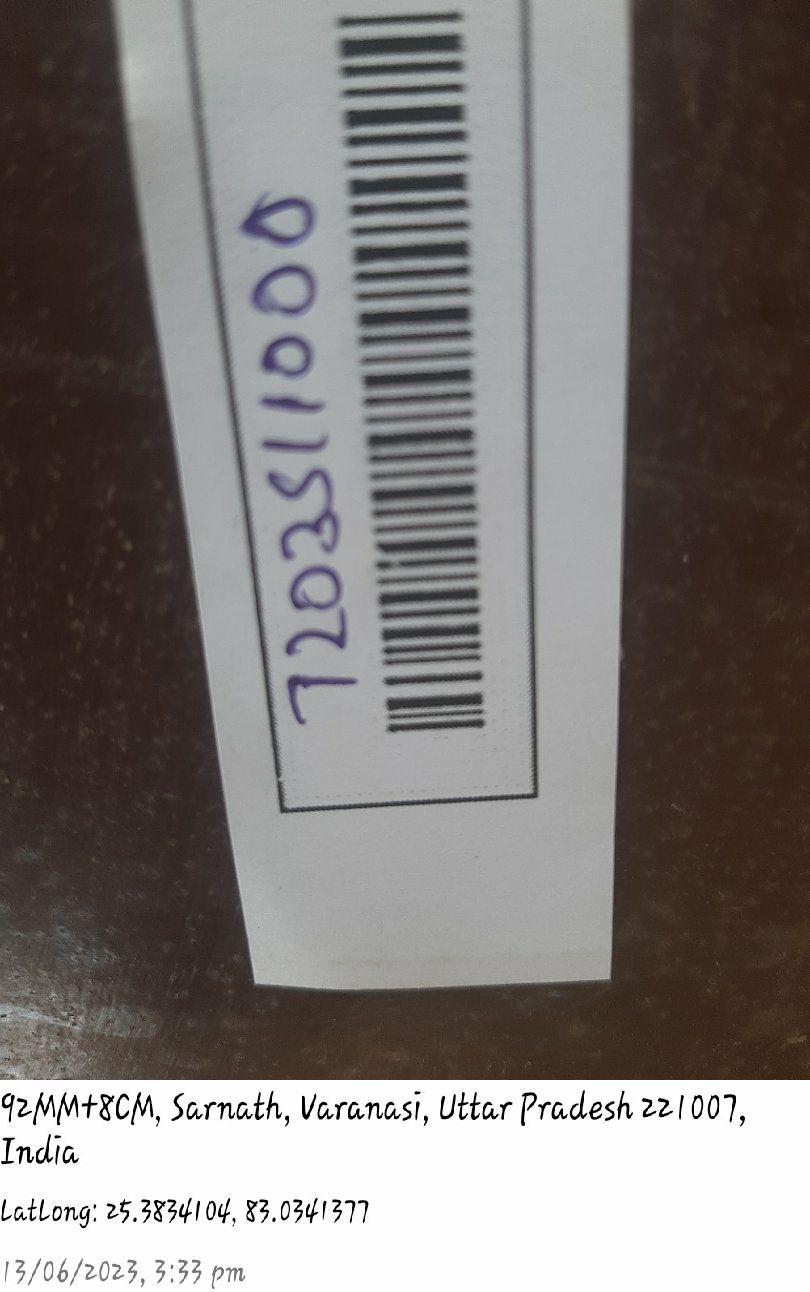 7203511000
92MM+8CM, Sarnath, Varanasi, Uttar Pradesh 221007,
India
LatLong: 25.3834104, 83.0341377
13/06/2023, 3:33 pm